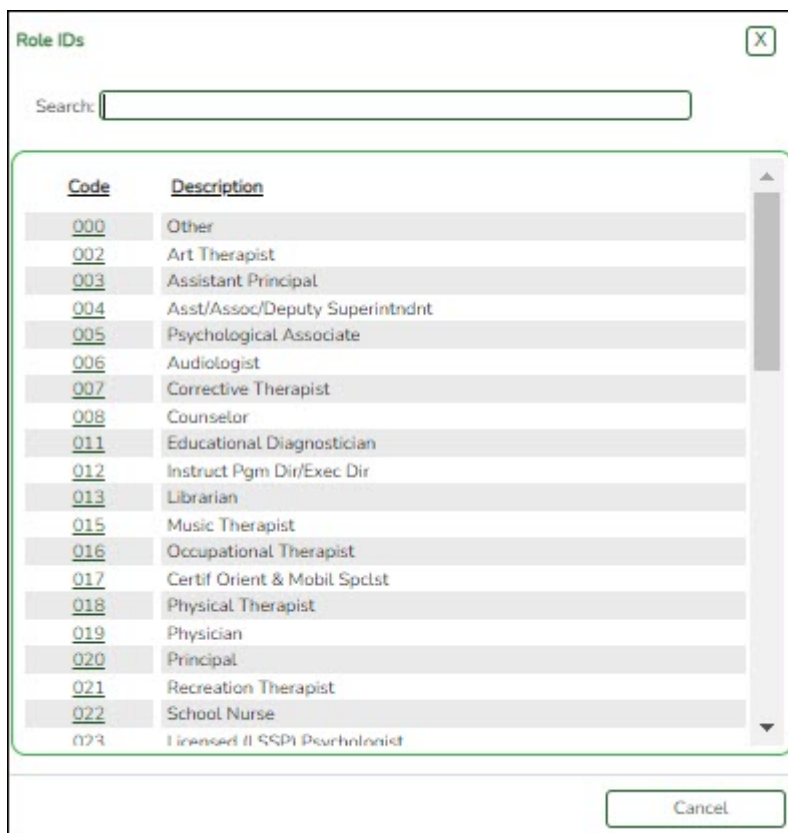 Role IDs
X
Search:
Code Description
000 Other
002 Art Therapist
003 Assistant Principal
004 Asst/Assoc/Deputy Superintndnt
005 Psychological Associate
006 Audiologist
007 Corrective Therapist
008 Counselor
011 Educational Diagnostician
012 Instruct Pgm Dir/Exec Dir
013 Librarian
015 Music Therapist
016 Occupational Therapist
017 Certif Orient & Mobil Spclst
018 Physical Therapist
019 Physician
020 Principal
021 Recreation Therapist
022 School Nurse
023 Licensed (LSSP) Psychologist
Cancel